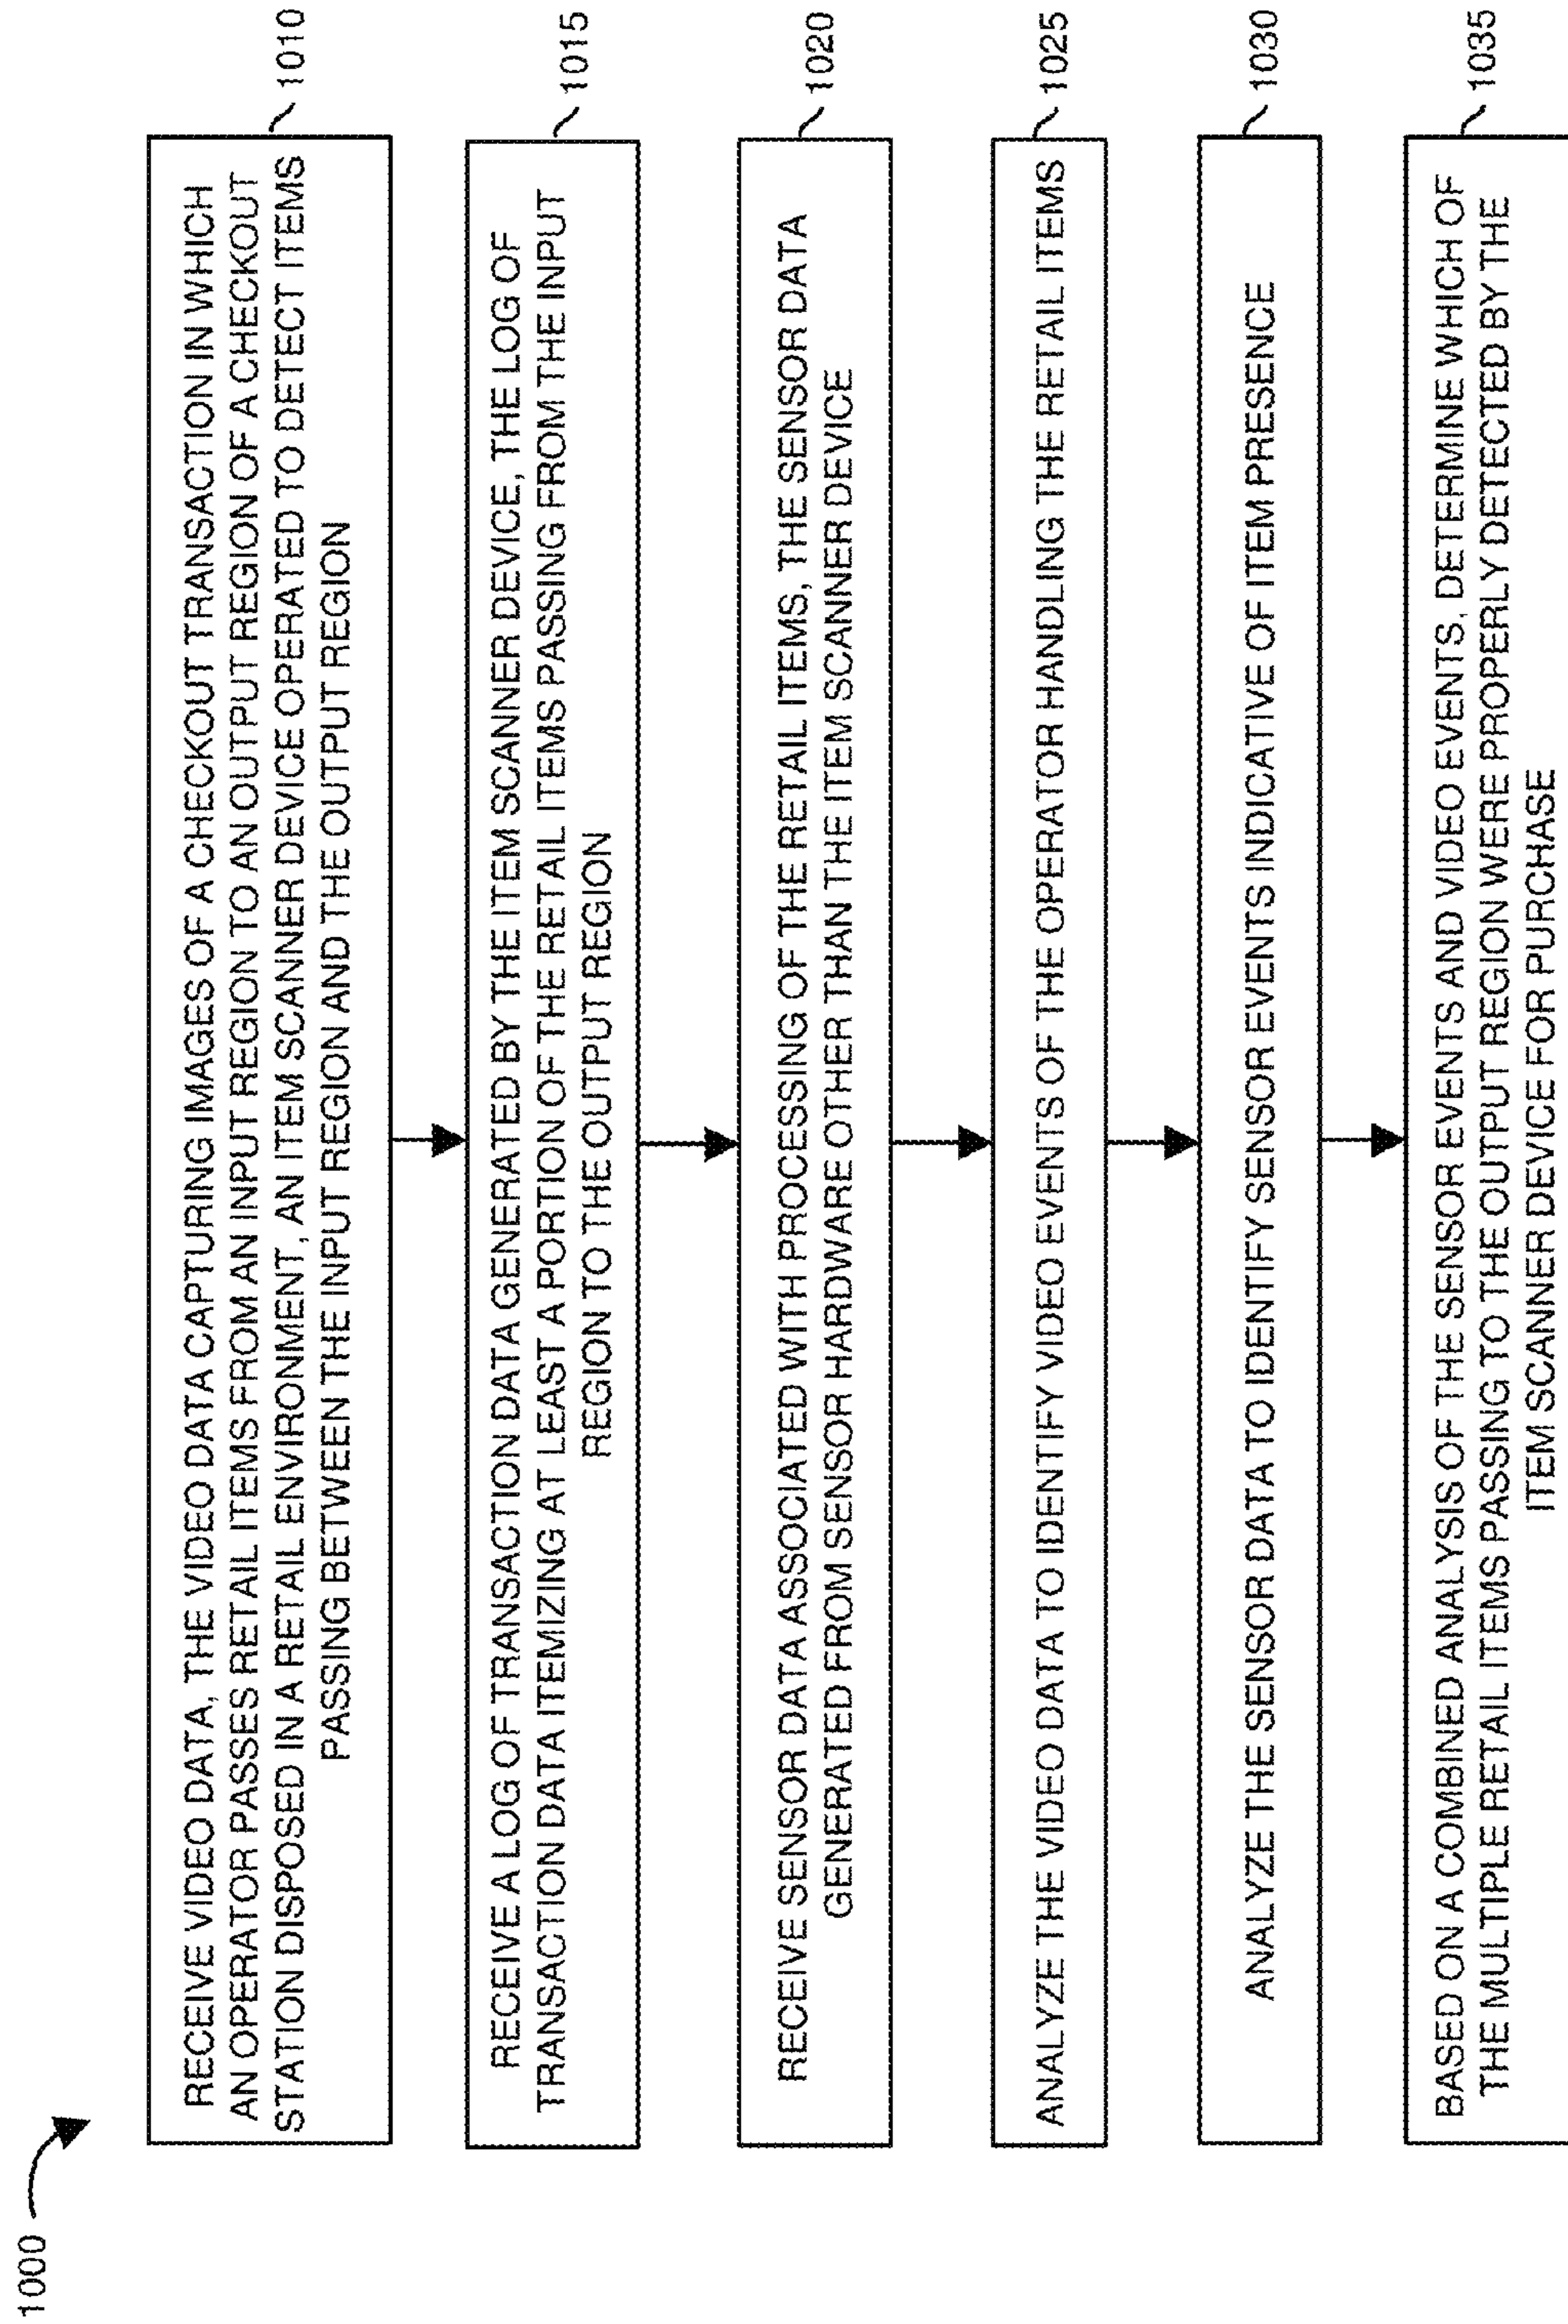 1000
RECEIVE VIDEO DATA, THE VIDEO DATA CAPTURING IMAGES OF A CHECKOUT TRANSACTION IN WHICH
AN OPERATOR PASSES RETAIL ITEMS FROM AN INPUT REGION TO AN OUTPUT REGION OF A CHECKOUT
STATION DISPOSED IN A RETAIL ENVIRONMENT, AN ITEM SCANNER DEVICE OPERATED TO DETECT ITEMS
PASSING BETWEEN THE INPUT REGION AND THE OUTPUT REGION
1010
RECEIVE A LOG OF TRANSACTION DATA GENERATED BY THE ITEM SCANNER DEVICE, THE LOG OF
TRANSACTION DATA ITEMIZING AT LEAST A PORTION OF THE RETAIL ITEMS PASSING FROM THE INPUT
REGION TO THE OUTPUT REGION
1015
RECEIVE SENSOR DATA ASSOCIATED WITH PROCESSING OF THE RETAIL ITEMS, THE SENSOR DATA
GENERATED FROM SENSOR HARDWARE OTHER THAN THE ITEM SCANNER DEVICE
1020
ANALYZE THE VIDEO DATA TO IDENTIFY VIDEO EVENTS OF THE OPERATOR HANDLING THE RETAIL ITEMS
1025
ANALYZE THE SENSOR DATA TO IDENTIFY SENSOR EVENTS INDICATIVE OF ITEM PRESENCE
1030
BASED ON A COMBINED ANALYSIS OF THE SENSOR EVENTS AND VIDEO EVENTS, DETERMINE WHICH OF
THE MULTIPLE RETAIL ITEMS PASSING TO THE OUTPUT REGION WERE PROPERLY DETECTED BY THE
ITEM SCANNER DEVICE FOR PURCHASE
1035